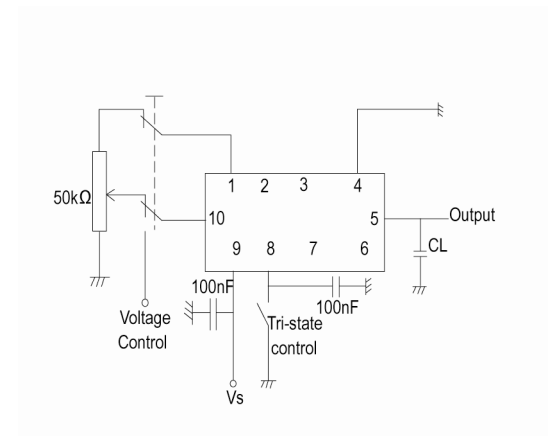 1 2 3 4
50kΩ
10
5
Output
9 8 7 6
CL
100nF
100nF
Voltage
Control
Tri-state
control
Vs